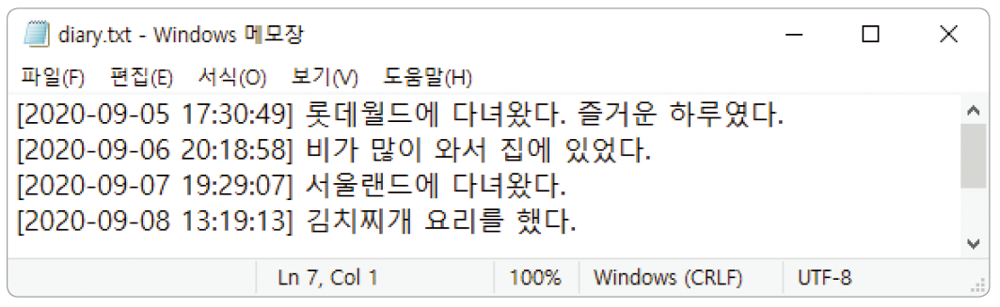 diary.txt - Windows 메모장
파일(F) 편집(E) 서식(O) 보기(V) 도움말(H)
[2020-09-05 17:30:49] 롯데월드에 다녀왔다. 즐거운 하루였다.
[2020-09-06 20:18:58] 비가 많이 와서 집에 있었다.
[2020-09-07 19:29:07] 서울랜드에 다녀왔다.
[2020-09-08 13:19:13] 김치찌개 요리를 했다.
Ln 7, Col 1 100% Windows (CRLF) UTF-8